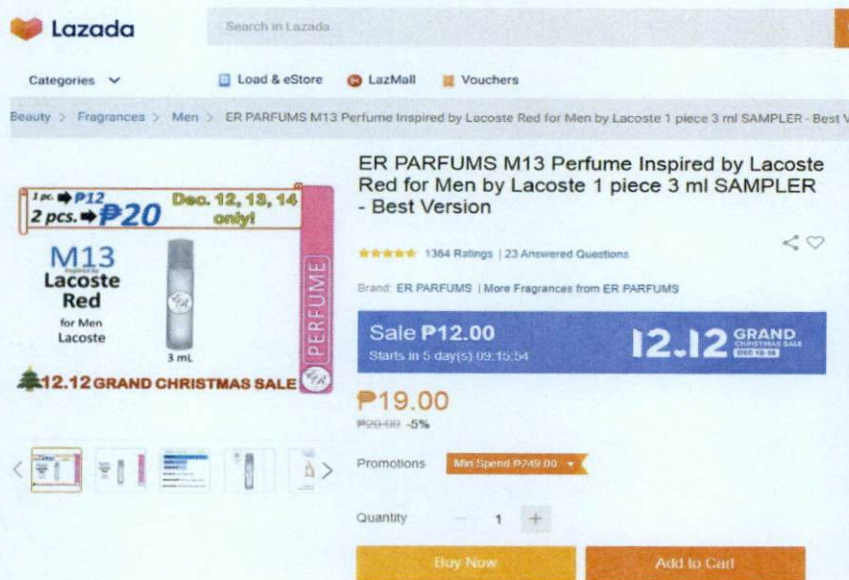 Lazada
Search in Lazada
Categories
Load & eStore
LazMall
Vouchers
Beauty > Fragrances > Men > ER PARFUMS M13 Perfume Inspired by Lacoste Red for Men by Lacoste 1 piece 3 ml SAMPLER - Best V
1 pc. ➡ ₱12
2 pcs. ➡ ₱20
Dec. 12, 13, 14
only!
M13
Inspired by
Lacoste
Red
for Men
Lacoste
3 mL
PERFUME
12.12 GRAND CHRISTMAS SALE
ER PARFUMS M13 Perfume Inspired by Lacoste
Red for Men by Lacoste 1 piece 3 ml SAMPLER
- Best Version
1364 Ratings | 23 Answered Questions
Brand: ER PARFUMS | More Fragrances from ER PARFUMS
Sale ₱12.00
Starts in 5 day(s) 09:15:54
12.12 GRAND
CHRISTMAS SALE
DEC 12-14
₱19.00
₱20.00 -5%
Promotions
Min Spend ₱749.00
Quantity
1
Buy Now
Add to Cart